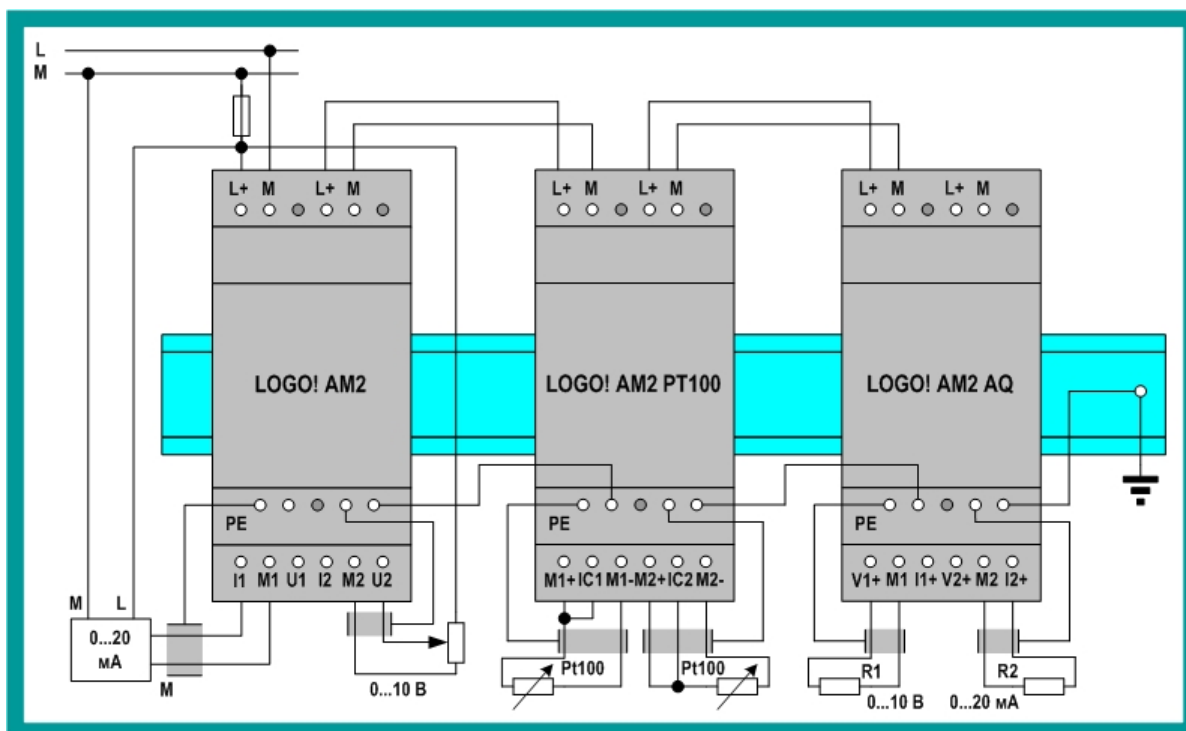 L
M
L+ M L+ M
L+ M L+ M
L+ M L+ M
LOGO! AM2
LOGO! AM2 PT100
LOGO! AM2 AQ
PE
PE
PE
I1 M1 U1 I2 M2 U2
M1+ IC1 M1- M2+ IC2 M2-
V1+ M1 I1+ V2+ M2 I2+
M L
0...20
мА
M
0...10 В
Pt100
Pt100
R1
0...10 В
R2
0...20 мА